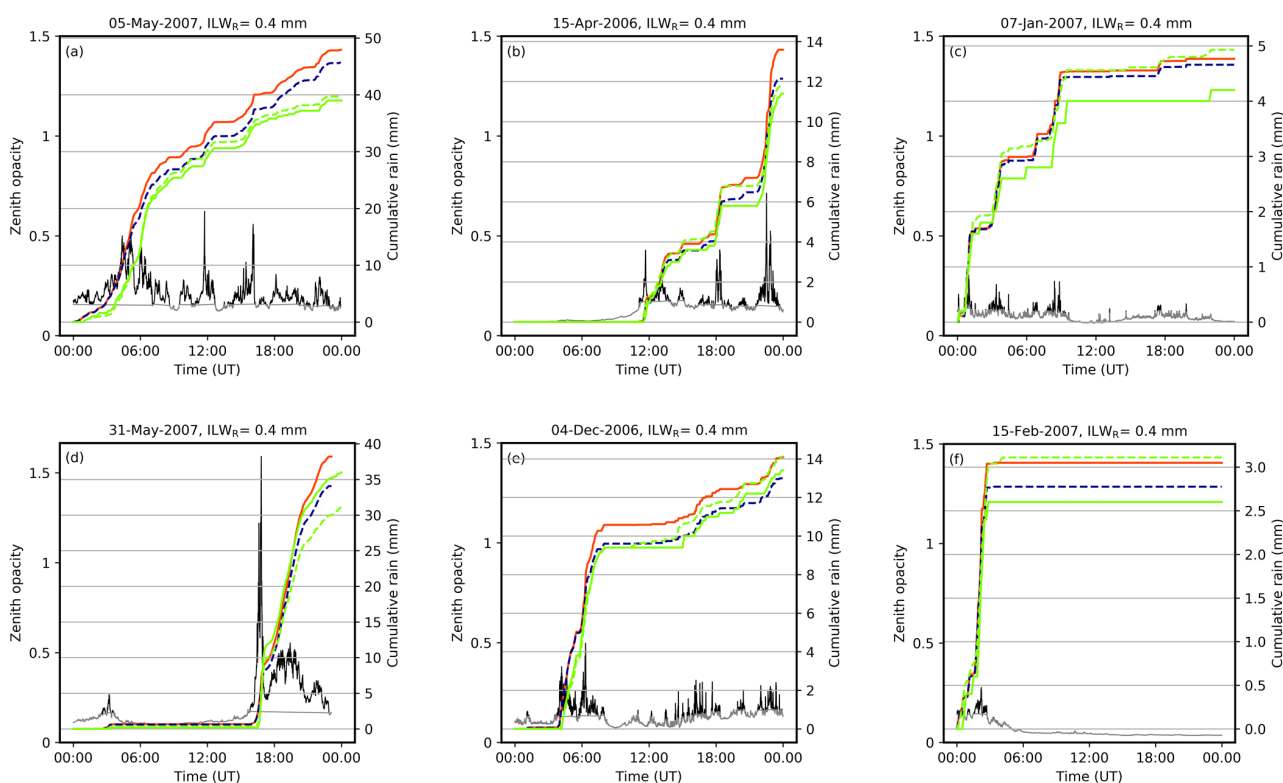 05-May-2007, ILWR= 0.4 mm
(a)
Zenith opacity
1.5
1
0.5
0
50
40
30
20
10
0
Cumulative rain (mm)
00:00 06:00 12:00 18:00 00.00
Time (UT)
15-Apr-2006, ILWR= 0.4 mm
(b)
Zenith opacity
1.5
1
0.5
0
14
12
10
8
6
4
2
0
Cumulative rain (mm)
00:00 06:00 12:00 18:00 00.00
Time (UT)
07-Jan-2007, ILWR= 0.4 mm
(c)
Zenith opacity
1.5
1
0.5
0
5
4
3
2
1
0
Cumulative rain (mm)
00:00 06:00 12:00 18:00 00.00
Time (UT)
31-May-2007, ILWR= 0.4 mm
(d)
Zenith opacity
1.5
1
0.5
0
40
35
30
25
20
15
10
5
0
Cumulative rain (mm)
00:00 06:00 12:00 18:00 00.00
Time (UT)
04-Dec-2006, ILWR= 0.4 mm
(e)
Zenith opacity
1.5
1
0.5
0
14
12
10
8
6
4
2
0
Cumulative rain (mm)
00:00 06:00 12:00 18:00 00.00
Time (UT)
15-Feb-2007, ILWR= 0.4 mm
(f)
Zenith opacity
1.5
1
0.5
0
3.0
2.5
2.0
1.5
1.0
0.5
0.0
Cumulative rain (mm)
00:00 06:00 12:00 18:00 00.00
Time (UT)